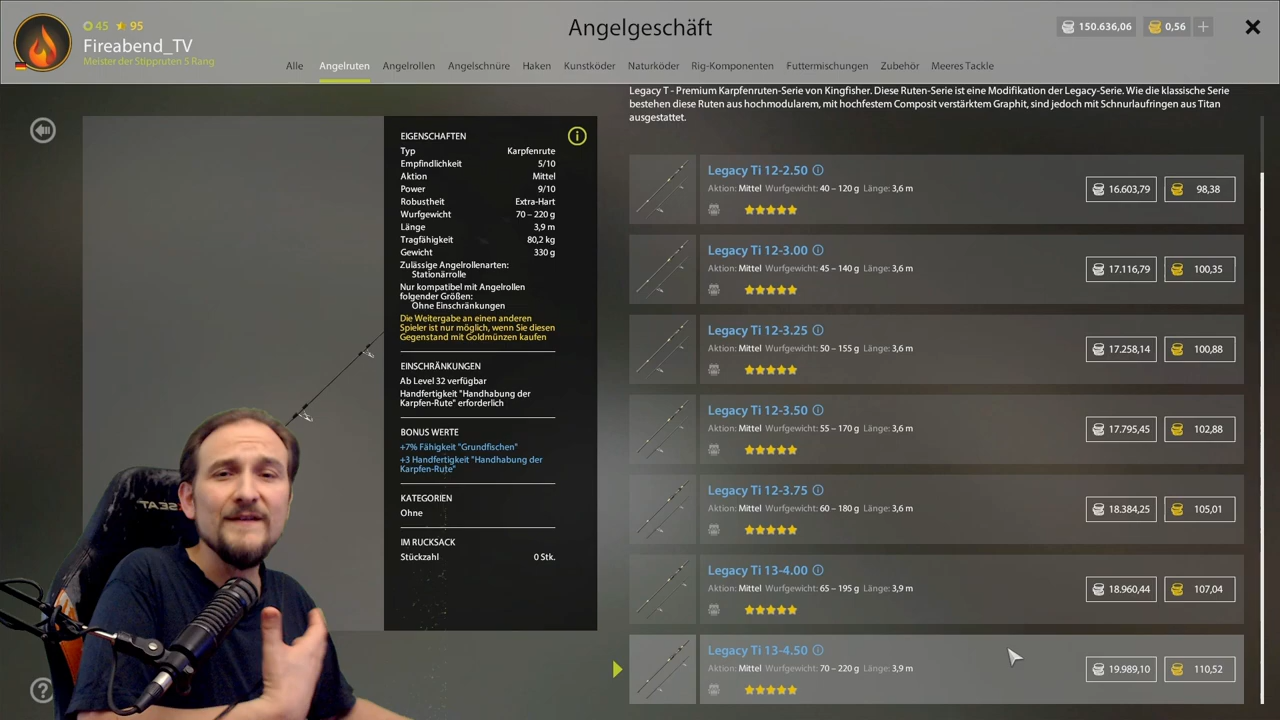 45 95
Fireabend_TV
Meister der Stippruten S Rang
Angelgeschäft
150.636,06 0,56 +
Alle Angelruten Angelrollen Angelschnüre Haken Kunstköder Naturköder Rig-Komponenten Futtermischungen Zubehör Meeres Tackle
EIGENSCHAFTEN
Typ Karpfenrute
Empfindlichkeit 5/10
Aktion Mittel
Power 9/10
Robustheit Extra-Hart
Wurfgewicht 70 – 220 g
Länge 3,9 m
Tragfähigkeit 80,2 kg
Gewicht 330 g
Zulässige Angelrollenarten:
Stationärrolle
Nur kompatibel mit Angelrollen
folgender Größen:
Ohne Einschränkungen
Die Weitergabe an einen anderen
Spieler ist nur möglich, wenn Sie diesen
Gegenstand mit Goldmünzen kaufen
EINSCHRÄNKUNGEN
Ab Level 32 verfügbar
Handfertigkeit "Handhabung der
Karpfen-Rute" erforderlich
BONUS WERTE
+7% Fähigkeit "Grundfischen"
+3 Handfertigkeit "Handhabung der
Karpfen-Rute"
KATEGORIEN
Ohne
IM RUCKSACK
Stückzahl 0 Stk.
Legacy T - Premium Karpfenruten-Serie von Kingfisher. Diese Ruten-Serie ist eine Modifikation der Legacy-Serie. Wie die klassische Serie
bestehen diese Ruten aus hochmodularem, mit hochfestem Composit verstärktem Graphit, sind jedoch mit Schnurlaufringen aus Titan
ausgestattet.
Legacy Ti 12-2.50
Aktion: Mittel Wurfgewicht: 40 – 120 g Länge: 3,6 m
16.603,79 98,38
Legacy Ti 12-3.00
Aktion: Mittel Wurfgewicht: 45 – 140 g Länge: 3,6 m
17.116,79 100,35
Legacy Ti 12-3.25
Aktion: Mittel Wurfgewicht: 50 – 155 g Länge: 3,6 m
17.258,14 100,88
Legacy Ti 12-3.50
Aktion: Mittel Wurfgewicht: 55 – 170 g Länge: 3,6 m
17.795,45 102,88
Legacy Ti 12-3.75
Aktion: Mittel Wurfgewicht: 60 – 180 g Länge: 3,6 m
18.384,25 105,01
Legacy Ti 13-4.00
Aktion: Mittel Wurfgewicht: 65 – 195 g Länge: 3,9 m
18.960,44 107,04
Legacy Ti 13-4.50
Aktion: Mittel Wurfgewicht: 70 – 220 g Länge: 3,9 m
19.989,10 110,52
?